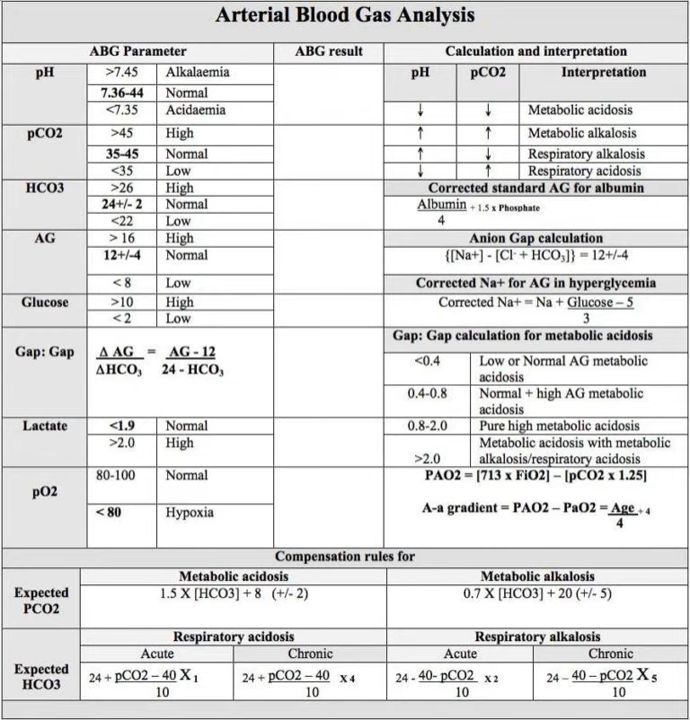 Arterial Blood Gas Analysis
ABG Parameter ABG result Calculation and interpretation
pH >7.45 Alkalaemia pH pCO2 Interpretation
7.36-44 Normal
<7.35 Acidaemia ↓ ↓ Metabolic acidosis
pCO2 >45 High ↑ ↑ Metabolic alkalosis
35-45 Normal ↑ ↓ Respiratory alkalosis
<35 Low ↓ ↑ Respiratory acidosis
HCO3 >26 High Corrected standard AG for albumin
24+/- 2 Normal Albumin + 1.5 x Phosphate
<22 Low 4
AG > 16 High Anion Gap calculation
12+/-4 Normal {[Na+] - [Cl- + HCO3]} = 12+/-4
< 8 Low Corrected Na+ for AG in hyperglycemia
Glucose >10 High Corrected Na+ = Na + Glucose – 5
< 2 Low 3
Gap: Gap calculation for metabolic acidosis
Gap: Gap Δ AG = AG - 12 <0.4 Low or Normal AG metabolic
ΔHCO3 24 - HCO3 acidosis
0.4-0.8 Normal + high AG metabolic
acidosis
Lactate <1.9 Normal 0.8-2.0 Pure high metabolic acidosis
>2.0 High Metabolic acidosis with metabolic
>2.0 alkalosis/respiratory acidosis
80-100 Normal PAO2 = [713 x FiO2] – [pCO2 x 1.25]
pO2
< 80 Hypoxia A-a gradient = PAO2 – PaO2 = Age + 4
4
Compensation rules for
Metabolic acidosis Metabolic alkalosis
Expected 1.5 X [HCO3] + 8 (+/- 2) 0.7 X [HCO3] + 20 (+/- 5)
PCO2
Respiratory acidosis Respiratory alkalosis
Acute Chronic Acute Chronic
Expected 24 + pCO2 – 40 X 1 24 + pCO2 – 40 x 4 24 - 40- pCO2 x 2 24 – 40 – pCO2 X 5
HCO3 10 10 10 10